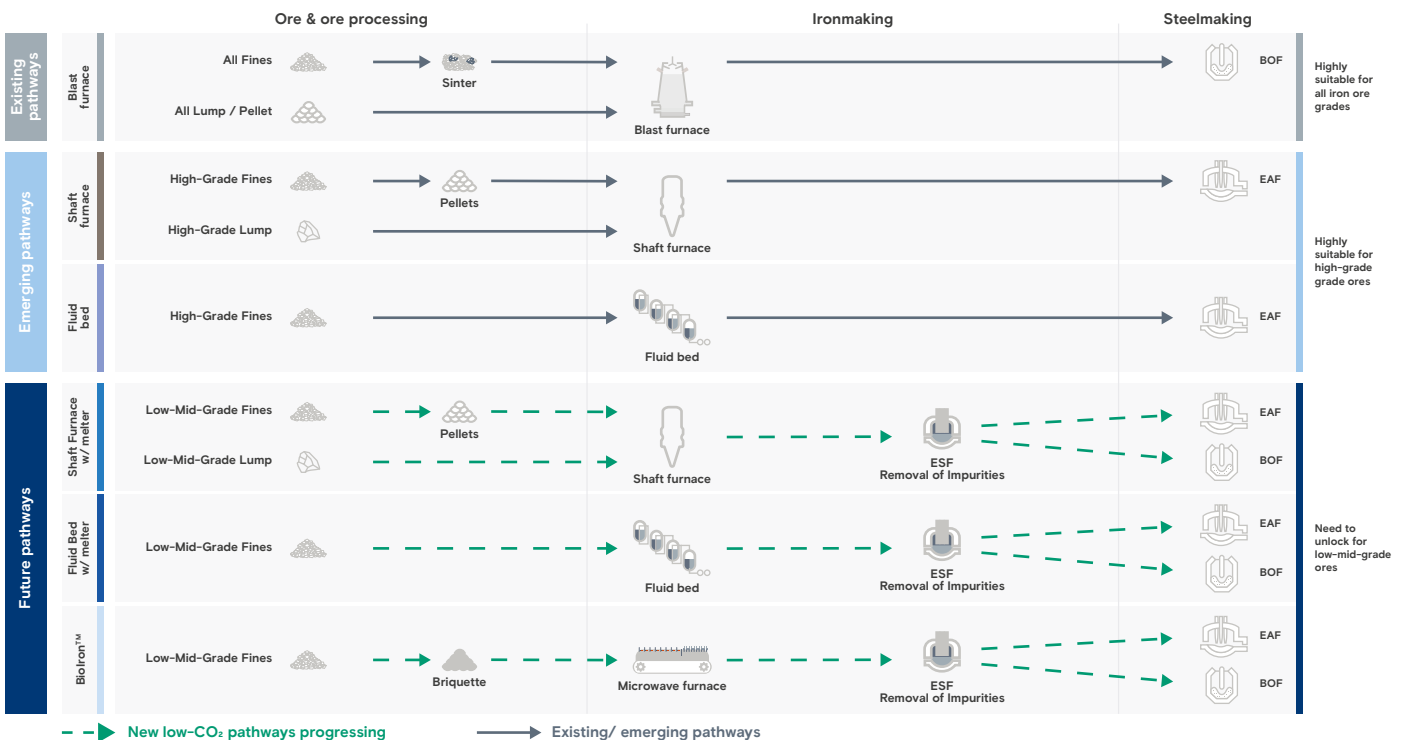 Ore & ore processing
Ironmaking
Steelmaking
Existing
pathways
Blast
furnace
All Fines
Sinter
All Lump / Pellet
Blast furnace
BOF
Highly
suitable for
all iron ore
grades
Emerging pathways
Shaft
furnace
High-Grade Fines
Pellets
High-Grade Lump
Shaft furnace
EAF
Fluid
bed
High-Grade Fines
Fluid bed
EAF
Highly
suitable for
high-grade
grade ores
Future pathways
Shaft Furnace
w/ melter
Low-Mid-Grade Fines
Pellets
Low-Mid-Grade Lump
Shaft furnace
ESF
Removal of Impurities
EAF
BOF
Fluid Bed
w/ melter
Low-Mid-Grade Fines
Fluid bed
ESF
Removal of Impurities
EAF
BOF
Need to
unlock for
low-mid-grade
ores
BioIron™
Low-Mid-Grade Fines
Briquette
Microwave furnace
ESF
Removal of Impurities
EAF
BOF
New low-CO₂ pathways progressing
Existing/ emerging pathways